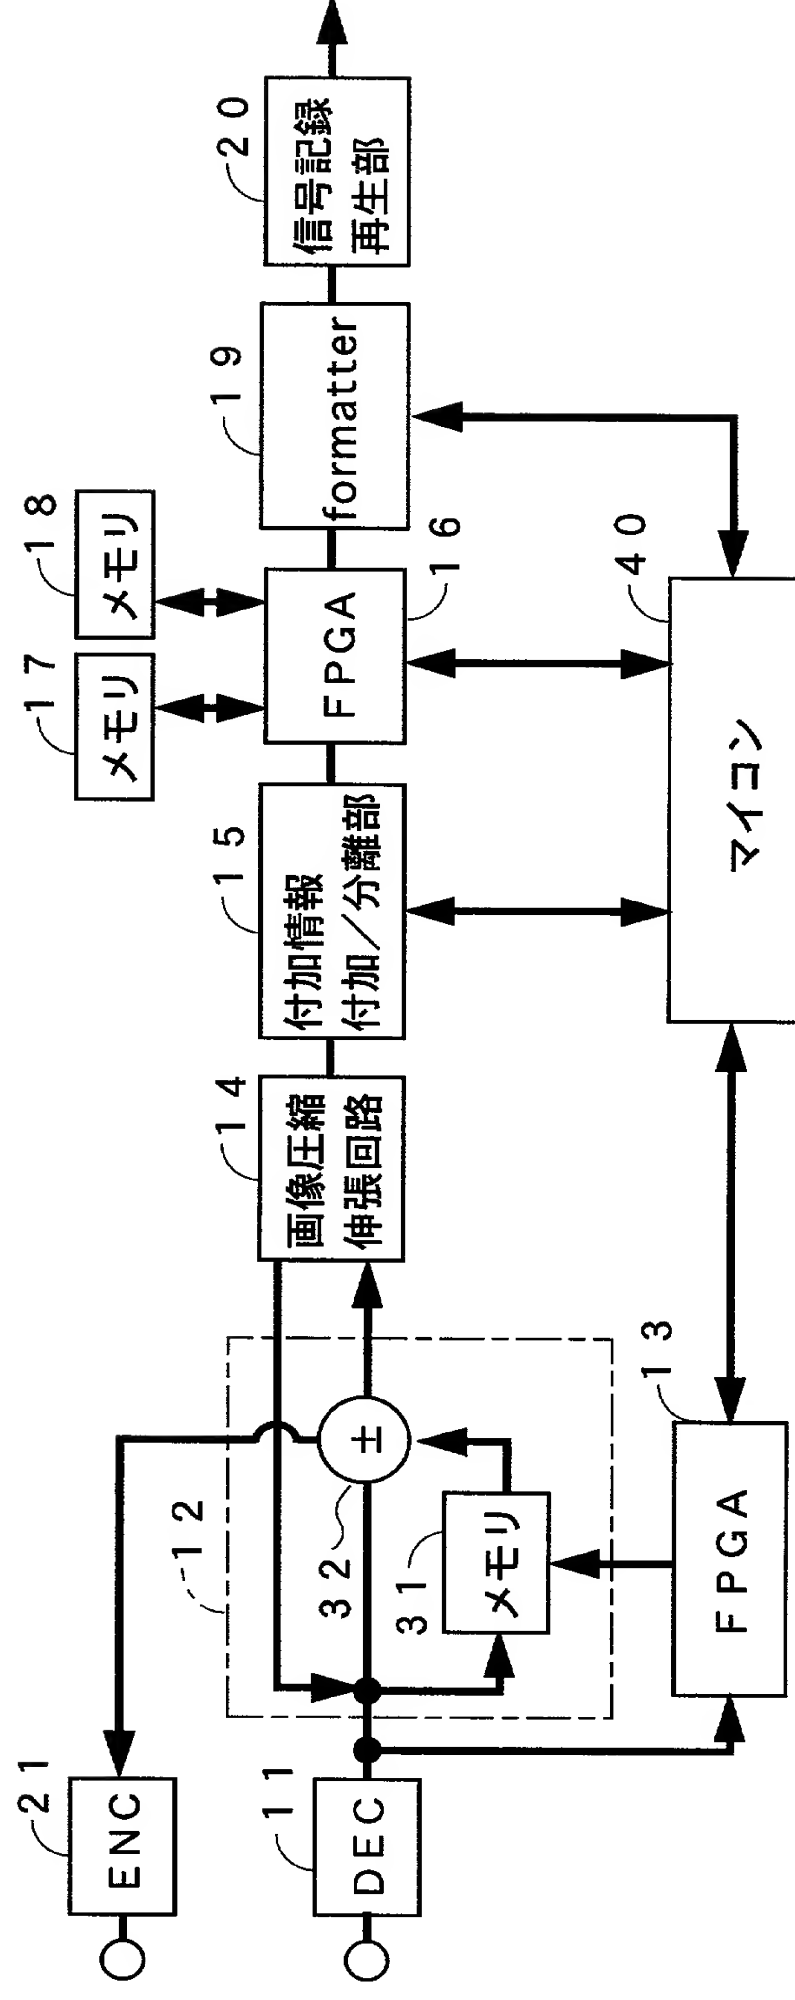 21
ENC
11
DEC
12
32
±
31
メモリ
13
FPGA
14
画像圧縮
伸張回路
15
付加情報
付加/分離部
17
メモリ
18
メモリ
FPGA
16
19
formatter
20
信号記録
再生部
40
マイコン